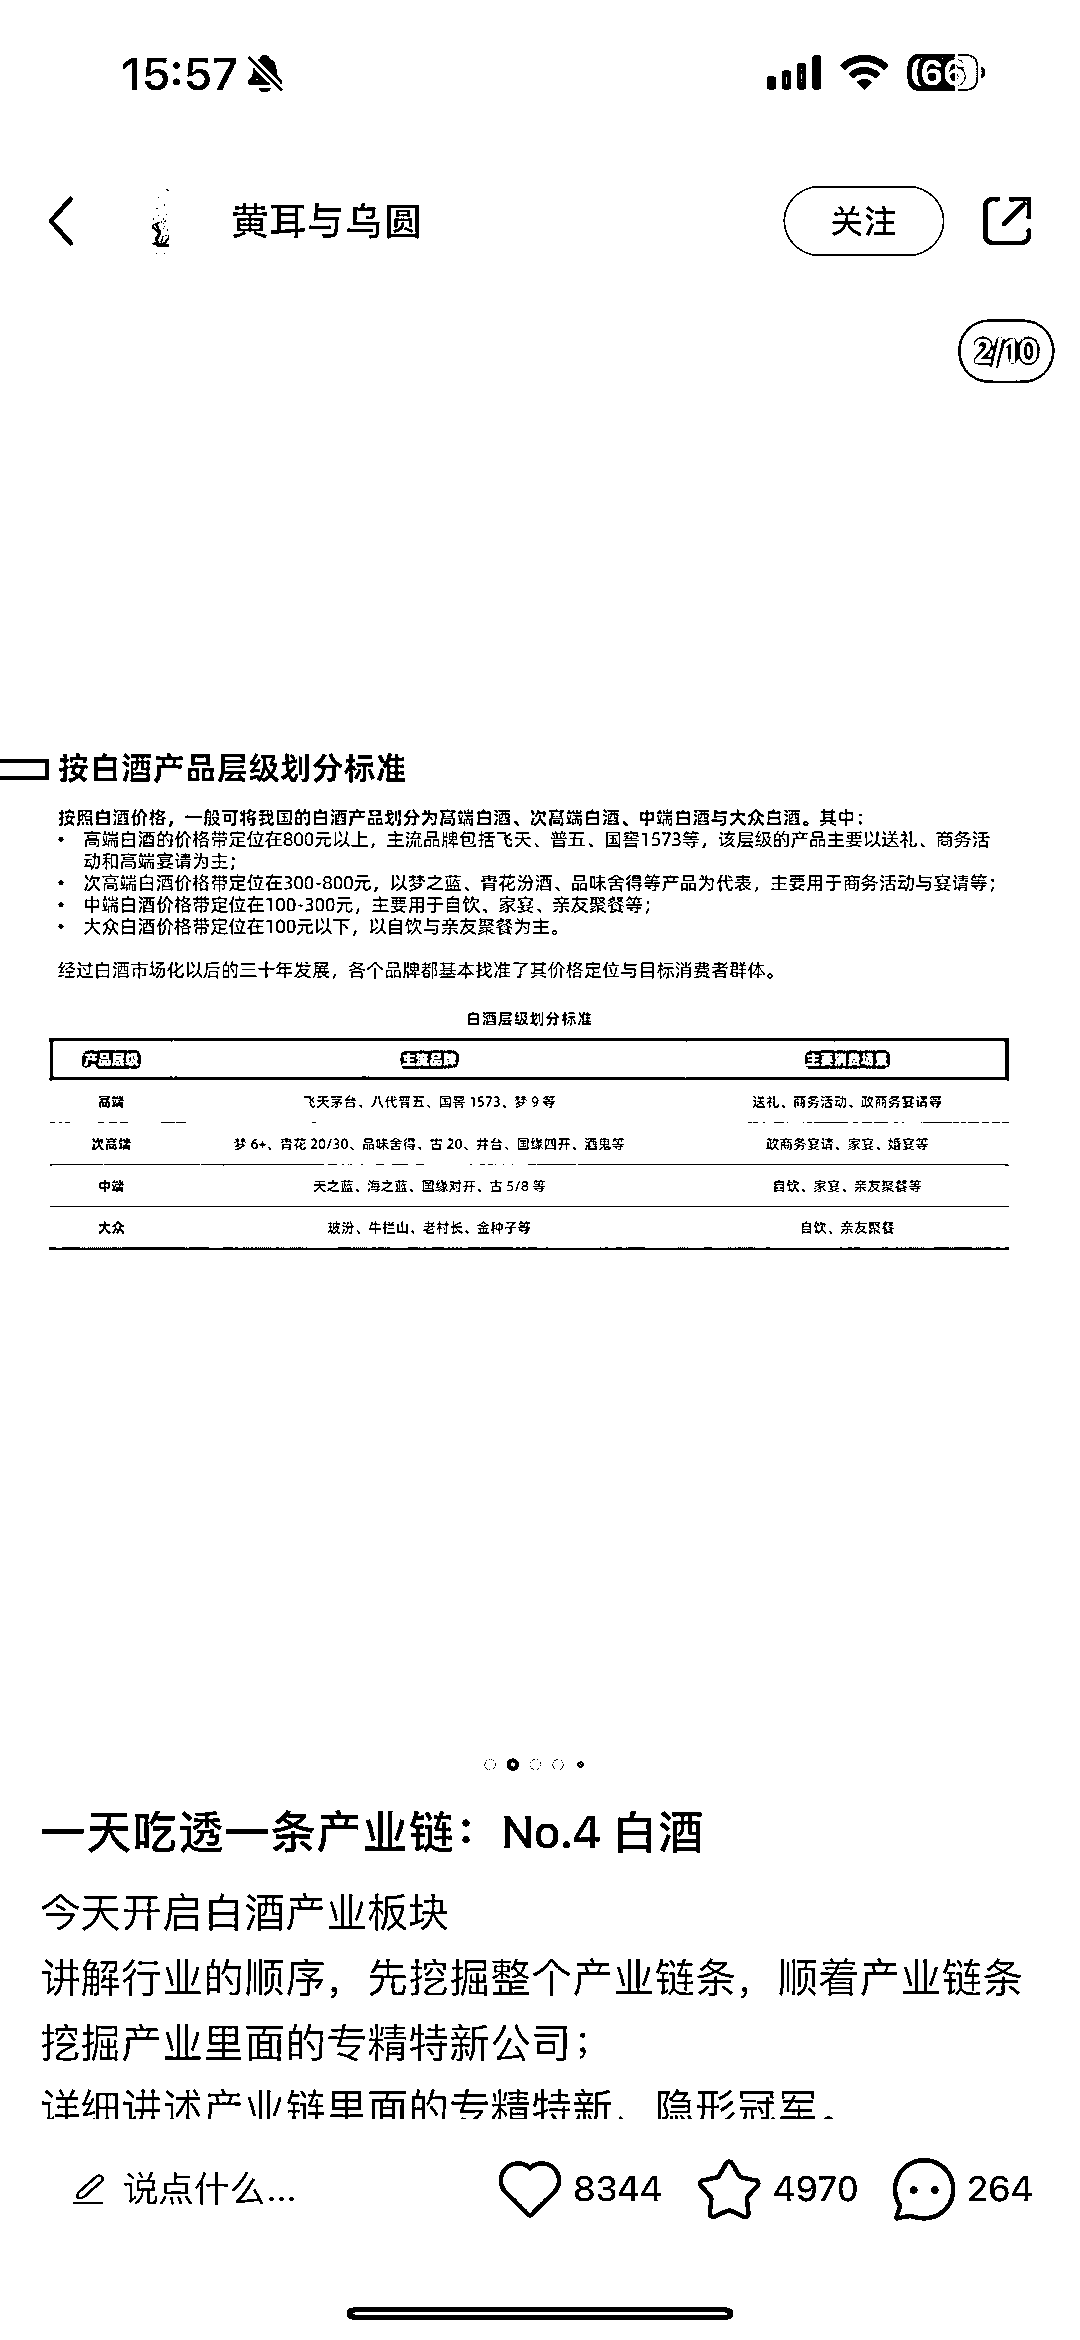 15:57
66
黄耳与乌圆
关注
2/10
按白酒产品层级划分标准
按照白酒价格，一般可将我国的白酒产品划分为高端白酒、次高端白酒、中端白酒与大众白酒。其中：
• 高端白酒的价格带定位在800元以上，主流品牌包括飞天、普五、国窖1573等，该层级的产品主要以送礼、商务活
动和高端宴请为主；
• 次高端白酒价格带定位在300-800元，以梦之蓝、青花汾酒、品味舍得等产品为代表，主要用于商务活动与宴请等；
• 中端白酒价格带定位在100-300元，主要用于自饮、家宴、亲友聚餐等；
• 大众白酒价格带定位在100元以下，以自饮与亲友聚餐为主。
经过白酒市场化以后的三十年发展，各个品牌都基本找准了其价格定位与目标消费者群体。
白酒层级划分标准
产品层级 主流品牌 主要消费场景
高端 飞天茅台、八代普五、国窖 1573、梦 9 等 送礼、商务活动、政商务宴请等
次高端 梦 6+、青花 20/30、品味舍得、古 20、井台、国缘四开、酒鬼等 政商务宴请、家宴、婚宴等
中端 天之蓝、海之蓝、国缘对开、古 5/8 等 自饮、家宴、亲友聚餐等
大众 玻汾、牛栏山、老村长、金种子等 自饮、亲友聚餐
一天吃透一条产业链：No.4 白酒
今天开启白酒产业板块
讲解行业的顺序，先挖掘整个产业链条，顺着产业链条
挖掘产业里面的专精特新公司；
详细讲述产业链里面的专精特新、隐形冠军。
说点什么...
8344
4970
264